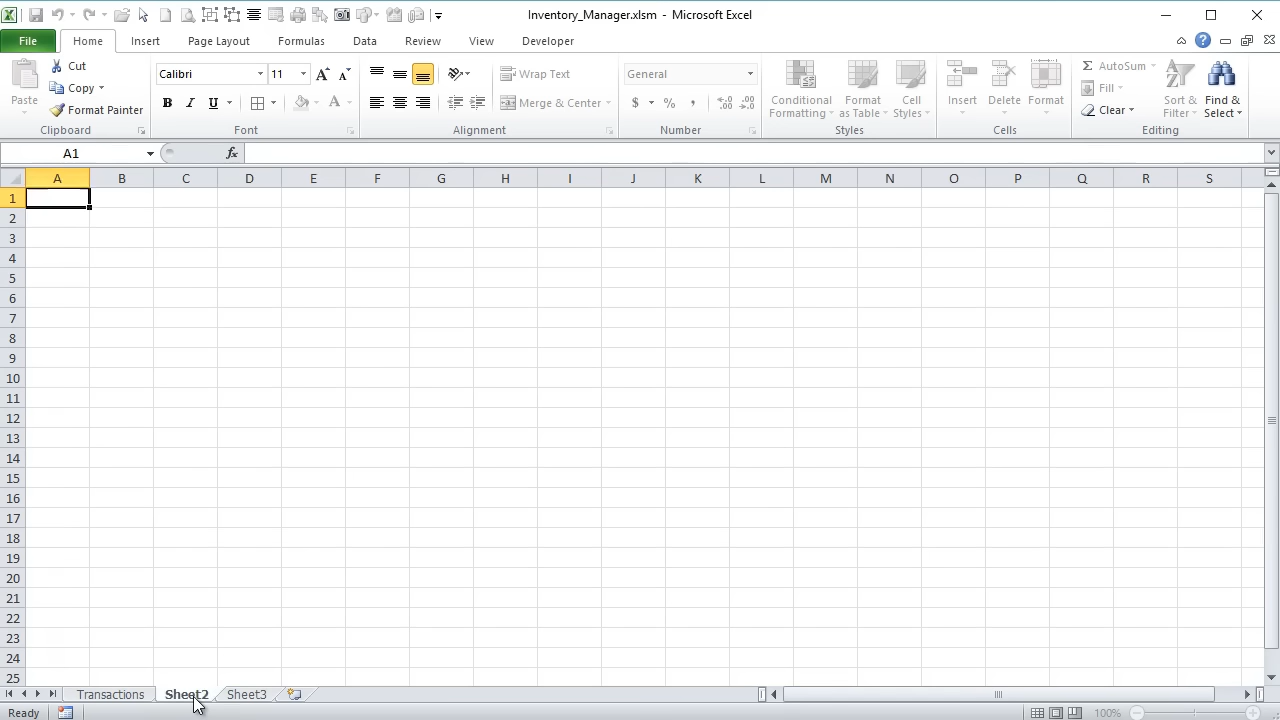 Inventory_Manager.xlsm - Microsoft Excel
File Home Insert Page Layout Formulas Data Review View Developer
Paste
Cut
Copy
Format Painter
Clipboard
Calibri 11
B I U
Font
Wrap Text
Merge & Center
Alignment
General
$ % ,
Number
Conditional Formatting
Format as Table
Cell Styles
Styles
Insert Delete Format
Cells
AutoSum
Fill
Clear
Sort & Filter
Find & Select
Editing
A1 fx
A B C D E F G H I J K L M N O P Q R S
1
2
3
4
5
6
7
8
9
10
11
12
13
14
15
16
17
18
19
20
21
22
23
24
25
Transactions Sheet2 Sheet3
Ready 100%